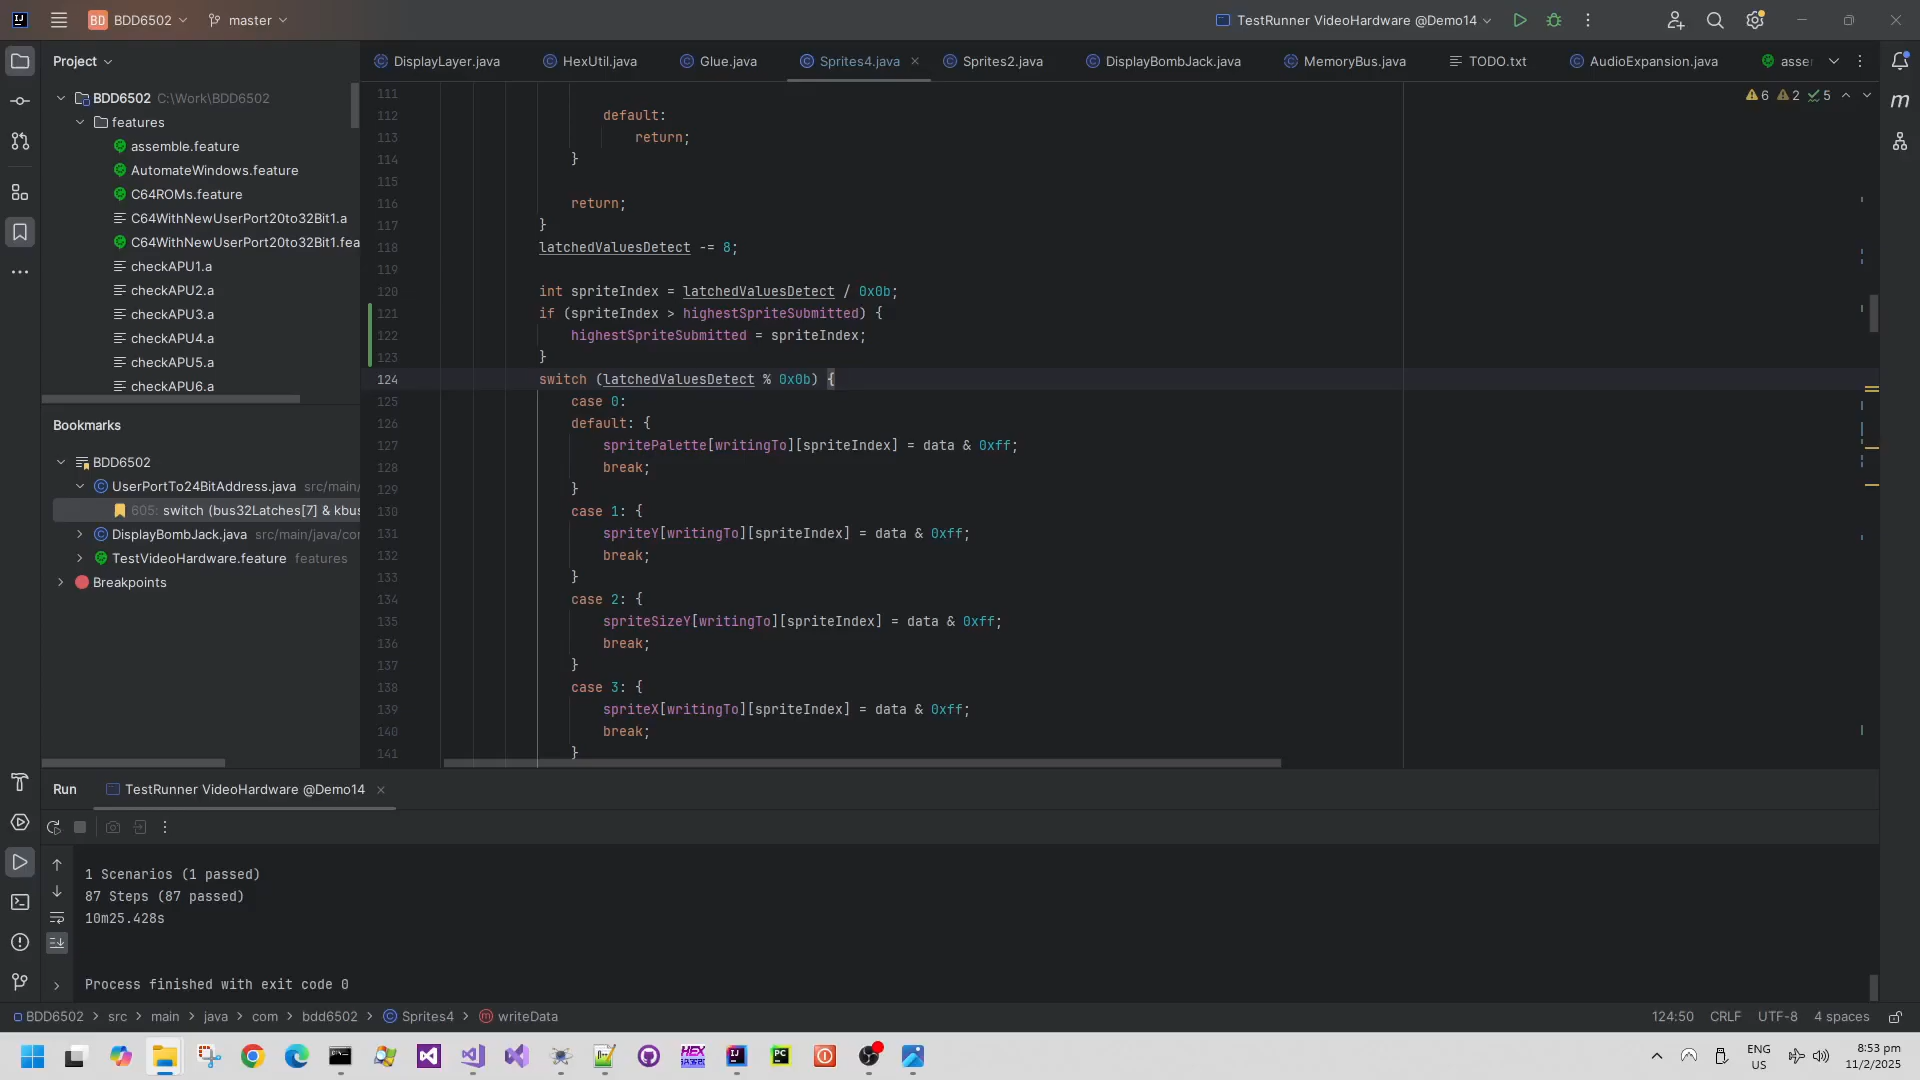 BD BDD6502 master TestRunner VideoHardware @Demo14
Project
DisplayLayer.java HexUtil.java Glue.java Sprites4.java Sprites2.java DisplayBombJack.java MemoryBus.java TODO.txt AudioExpansion.java asse
BDD6502 C:\Work\BDD6502
features
assemble.feature
AutomateWindows.feature
C64ROMs.feature
C64WithNewUserPort20to32Bit1.a
C64WithNewUserPort20to32Bit1.fea
checkAPU1.a
checkAPU2.a
checkAPU3.a
checkAPU4.a
checkAPU5.a
checkAPU6.a
Bookmarks
BDD6502
UserPortTo24BitAddress.java src/main/
605: switch (bus32Latches[7] & kbus
DisplayBombJack.java src/main/java/cor
TestVideoHardware.feature features
Breakpoints
6 2 5
111
112 default:
113 return;
114 }
115
116 return;
117 }
118 latchedValuesDetect -= 8;
119
120 int spriteIndex = latchedValuesDetect / 0x0b;
121 if (spriteIndex > highestSpriteSubmitted) {
122 highestSpriteSubmitted = spriteIndex;
123 }
124 switch (latchedValuesDetect % 0x0b) {
125 case 0:
126 default: {
127 spritePalette[writingTo][spriteIndex] = data & 0xff;
128 break;
129 }
130 case 1: {
131 spriteY[writingTo][spriteIndex] = data & 0xff;
132 break;
133 }
134 case 2: {
135 spriteSizeY[writingTo][spriteIndex] = data & 0xff;
136 break;
137 }
138 case 3: {
139 spriteX[writingTo][spriteIndex] = data & 0xff;
140 break;
141 }
Run TestRunner VideoHardware @Demo14
1 Scenarios (1 passed)
87 Steps (87 passed)
10m25.428s
Process finished with exit code 0
BDD6502 > src > main > java > com > bdd6502 > Sprites4 > writeData
124:50 CRLF UTF-8 4 spaces
ENG
US
8:53 pm
11/2/2025